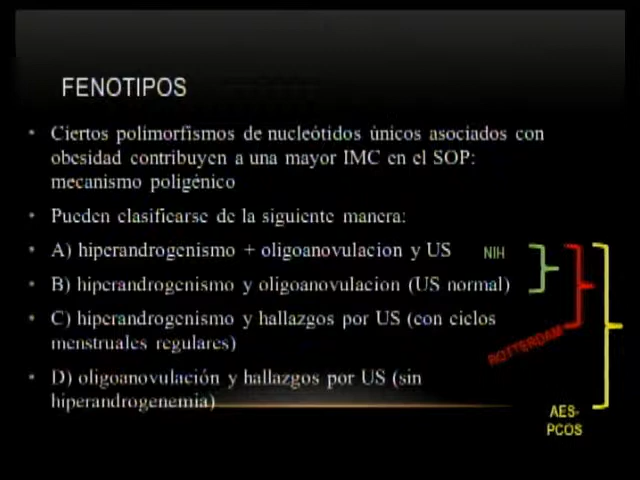 FENOTIPOS
• Ciertos polimorfismos de nucleótidos únicos asociados con
obesidad contribuyen a una mayor IMC en el SOP:
mecanismo poligénico
• Pueden clasificarse de la siguiente manera:
• A) hiperandrogenismo + oligoanovulacion y US NIH
• B) hiperandrogenismo y oligoanovulacion (US normal)
• C) hiperandrogenismo y hallazgos por US (con ciclos
menstruales regulares)
ROTTERDAM
• D) oligoanovulación y hallazgos por US (sin
hiperandrogenemia)
AES-
PCOS